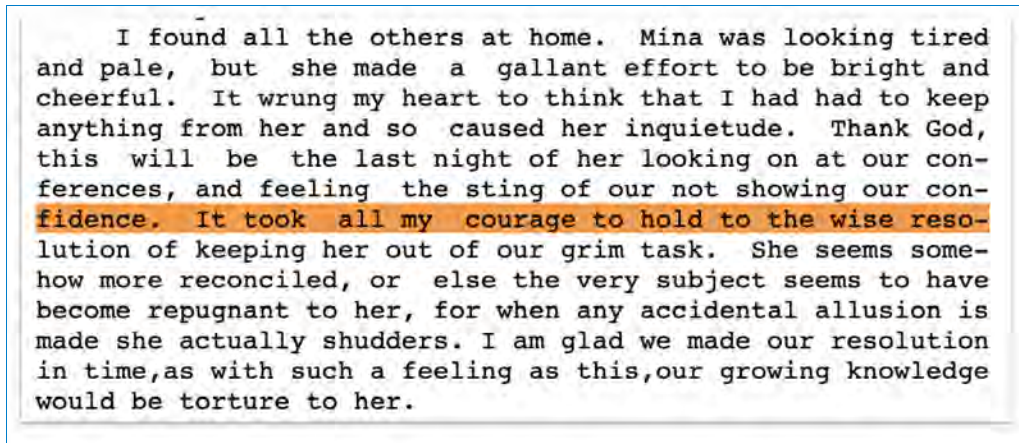 I found all the others at home. Mina was looking tired
and pale, but she made a gallant effort to be bright and
cheerful. It wrung my heart to think that I had had to keep
anything from her and so caused her inquietude. Thank God,
this will be the last night of her looking on at our con-
ferences, and feeling the sting of our not showing our con-
fidence. It took all my courage to hold to the wise reso-
lution of keeping her out of our grim task. She seems some-
how more reconciled, or else the very subject seems to have
become repugnant to her, for when any accidental allusion is
made she actually shudders. I am glad we made our resolution
in time,as with such a feeling as this,our growing knowledge
would be torture to her.